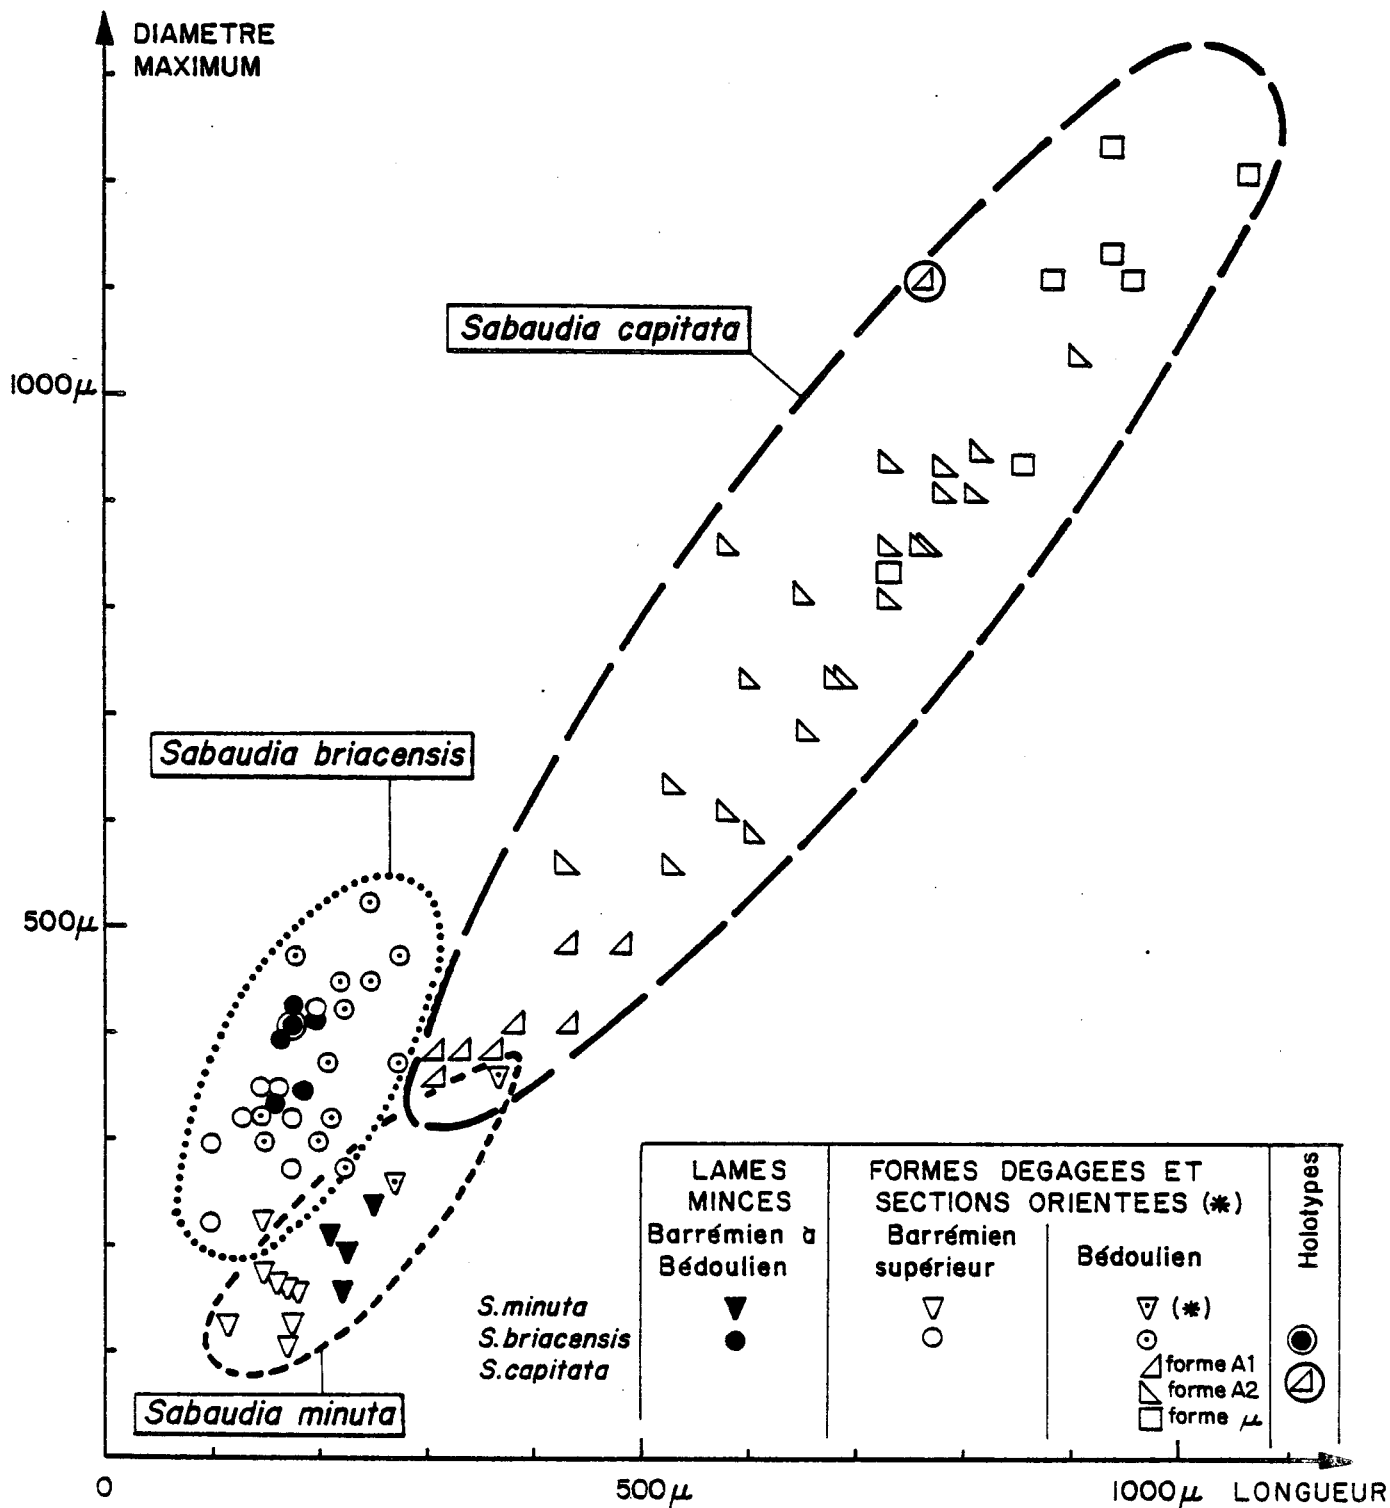 DIAMETRE
MAXIMUM
Sabaudia capitata
1000µ
Sabaudia briacensis
500µ
LAMES
MINCES
Barrémien à
Bédoulien
FORMES DEGAGEES ET
SECTIONS ORIENTEES (*)
Barrémien
supérieur
Bédoulien
Holotypes
S.minuta
(*)
S.briacensis
S.capitata
forme A1
forme A2
forme µ
Sabaudia minuta
0
500µ
1000µ LONGUEUR